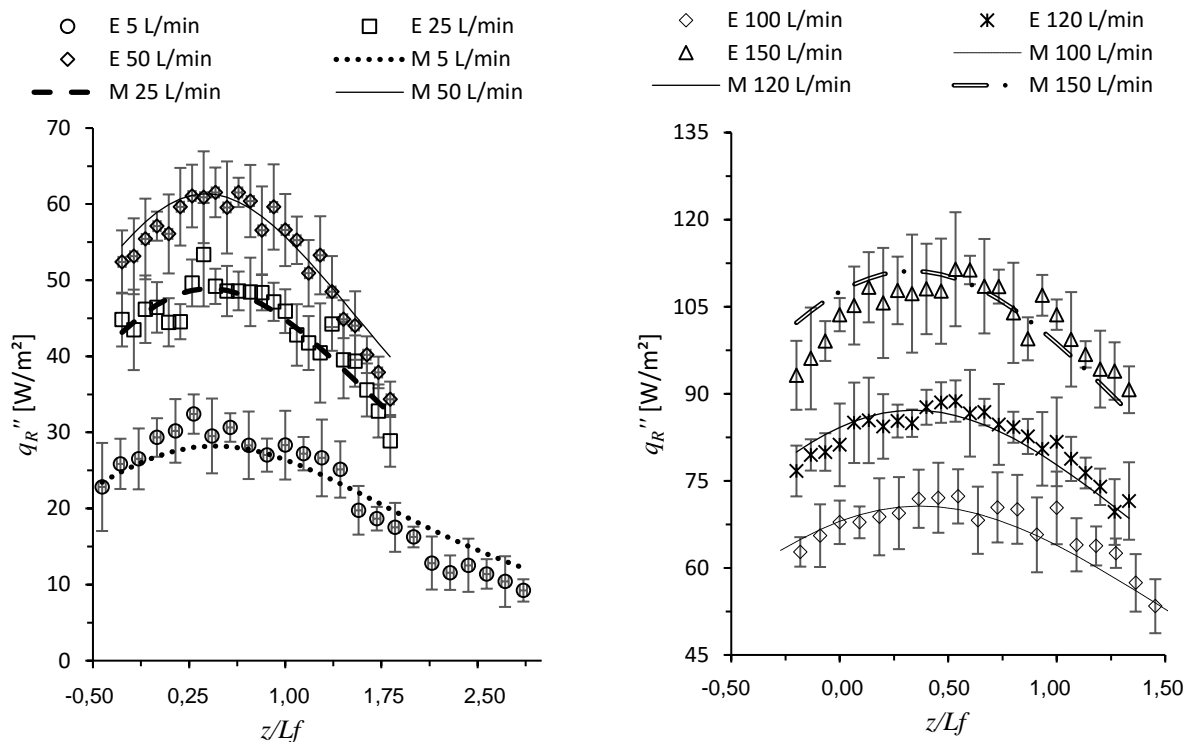 E 5 L/min E 25 L/min
E 50 L/min M 5 L/min
M 25 L/min M 50 L/min
70
60
50
40
30
20
10
0
q_R'' [W/m²]
-0,50 0,25 1,00 1,75 2,50
z/Lf
E 100 L/min E 120 L/min
E 150 L/min M 100 L/min
M 120 L/min M 150 L/min
135
120
105
90
75
60
45
q_R'' [W/m²]
-0,50 0,00 0,50 1,00 1,50
z/Lf